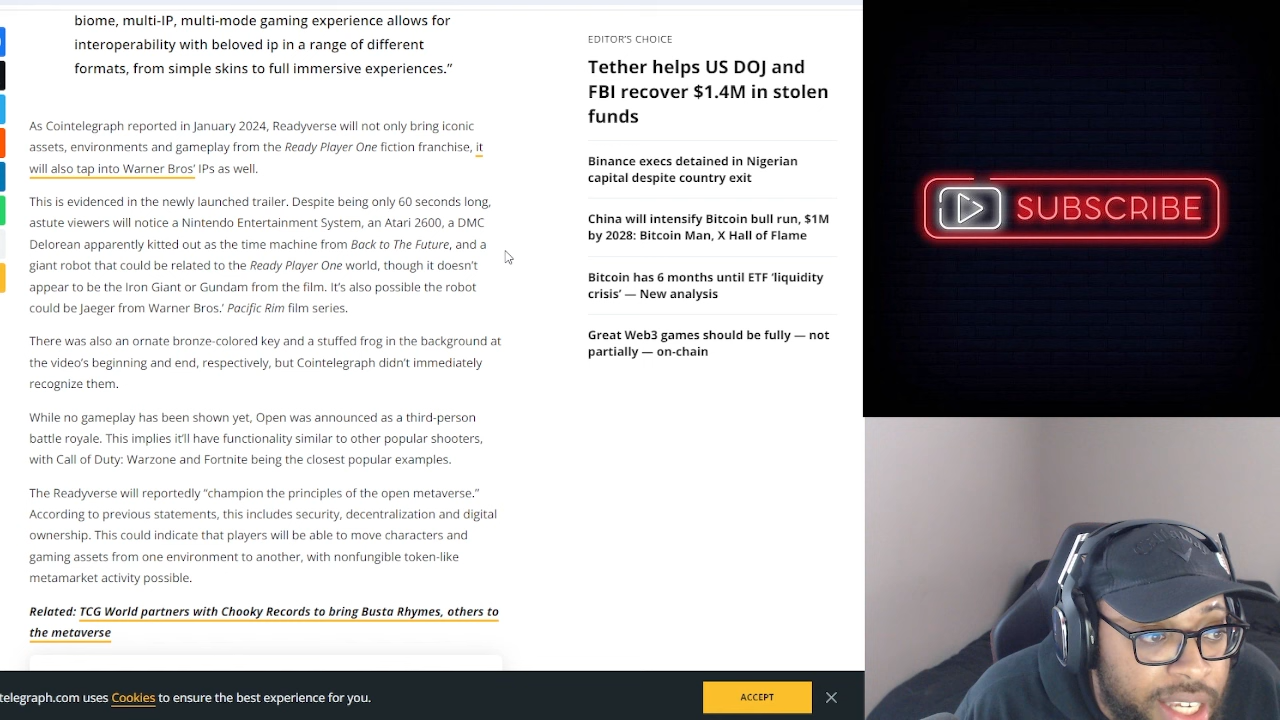 biome, multi-IP, multi-mode gaming experience allows for
interoperability with beloved ip in a range of different
formats, from simple skins to full immersive experiences.”
As Cointelegraph reported in January 2024, Readyverse will not only bring iconic
assets, environments and gameplay from the Ready Player One fiction franchise, it
will also tap into Warner Bros’ IPs as well.
This is evidenced in the newly launched trailer. Despite being only 60 seconds long,
astute viewers will notice a Nintendo Entertainment System, an Atari 2600, a DMC
Delorean apparently kitted out as the time machine from Back to The Future, and a
giant robot that could be related to the Ready Player One world, though it doesn’t
appear to be the Iron Giant or Gundam from the film. It’s also possible the robot
could be Jaeger from Warner Bros.’ Pacific Rim film series.
There was also an ornate bronze-colored key and a stuffed frog in the background at
the video’s beginning and end, respectively, but Cointelegraph didn’t immediately
recognize them.
While no gameplay has been shown yet, Open was announced as a third-person
battle royale. This implies it’ll have functionality similar to other popular shooters,
with Call of Duty: Warzone and Fortnite being the closest popular examples.
The Readyverse will reportedly “champion the principles of the open metaverse.”
According to previous statements, this includes security, decentralization and digital
ownership. This could indicate that players will be able to move characters and
gaming assets from one environment to another, with nonfungible token-like
metamarket activity possible.
Related: TCG World partners with Chooky Records to bring Busta Rhymes, others to
the metaverse
EDITOR’S CHOICE
Tether helps US DOJ and
FBI recover $1.4M in stolen
funds
Binance execs detained in Nigerian
capital despite country exit
China will intensify Bitcoin bull run, $1M
by 2028: Bitcoin Man, X Hall of Fame
Bitcoin has 6 months until ETF ‘liquidity
crisis’ — New analysis
Great Web3 games should be fully — not
partially — on-chain
SUBSCRIBE
telegraph.com uses Cookies to ensure the best experience for you.
ACCEPT